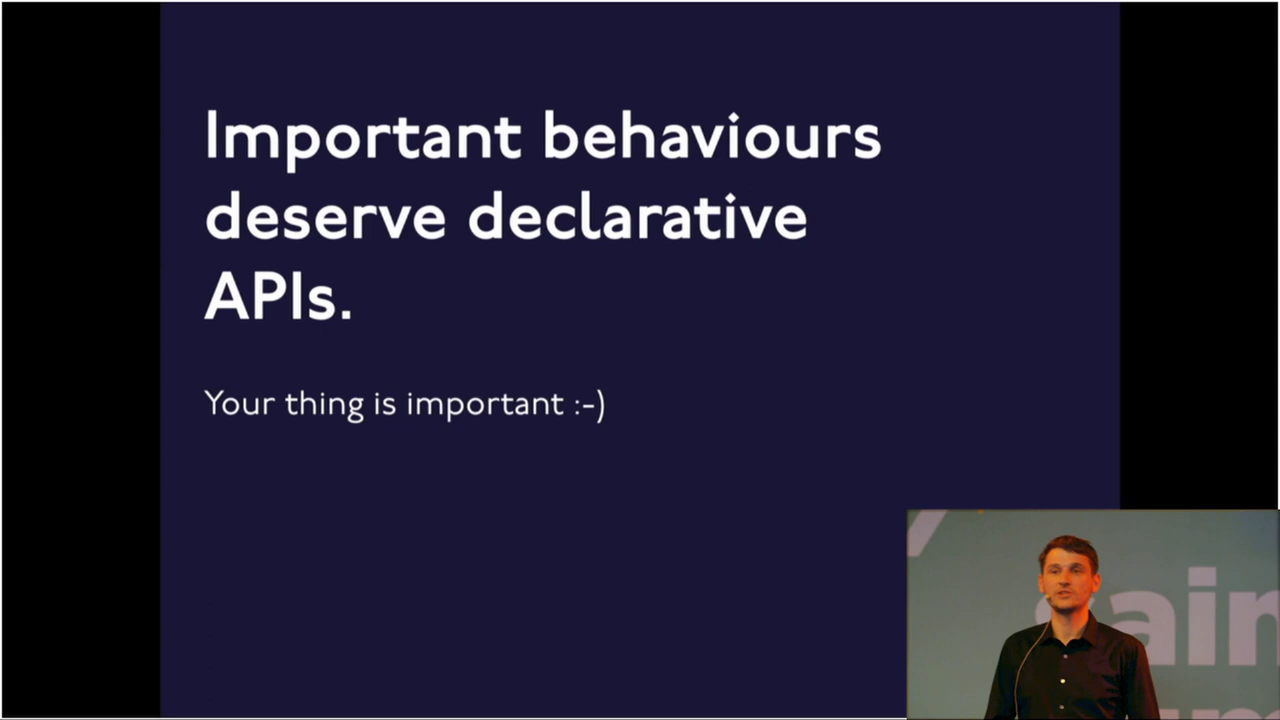 Important behaviours
deserve declarative
APIs.
Your thing is important :-)